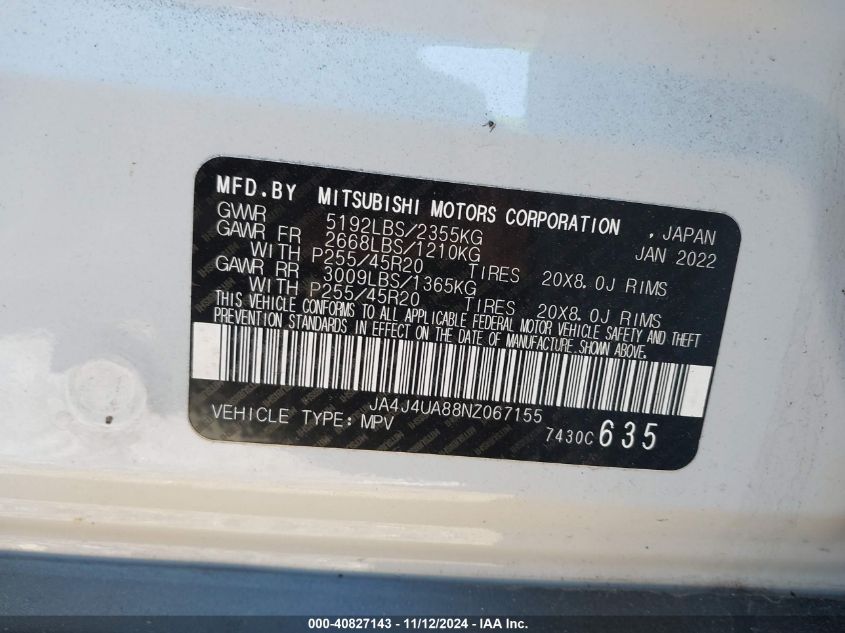 MFD.BY MITSUBISHI MOTORS CORPORATION , JAPAN
GVWR 5192LBS/2355KG JAN 2022
GAWR FR 2668LBS/1210KG
WITH P255/45R20 TIRES 20X8.0J RIMS
GAWR RR 3009LBS/1365KG
WITH P255/45R20 TIRES 20X8.0J RIMS
THIS VEHICLE CONFORMS TO ALL APPLICABLE FEDERAL MOTOR VEHICLE SAFETY AND THEFT
PREVENTION STANDARDS IN EFFECT ON THE DATE OF MANUFACTURE.SHOWN ABOVE.
JA4J4UA88NZ067155
VEHICLE TYPE:MPV
7430C635
000-40827143 - 11/12/2024 - IAA Inc.